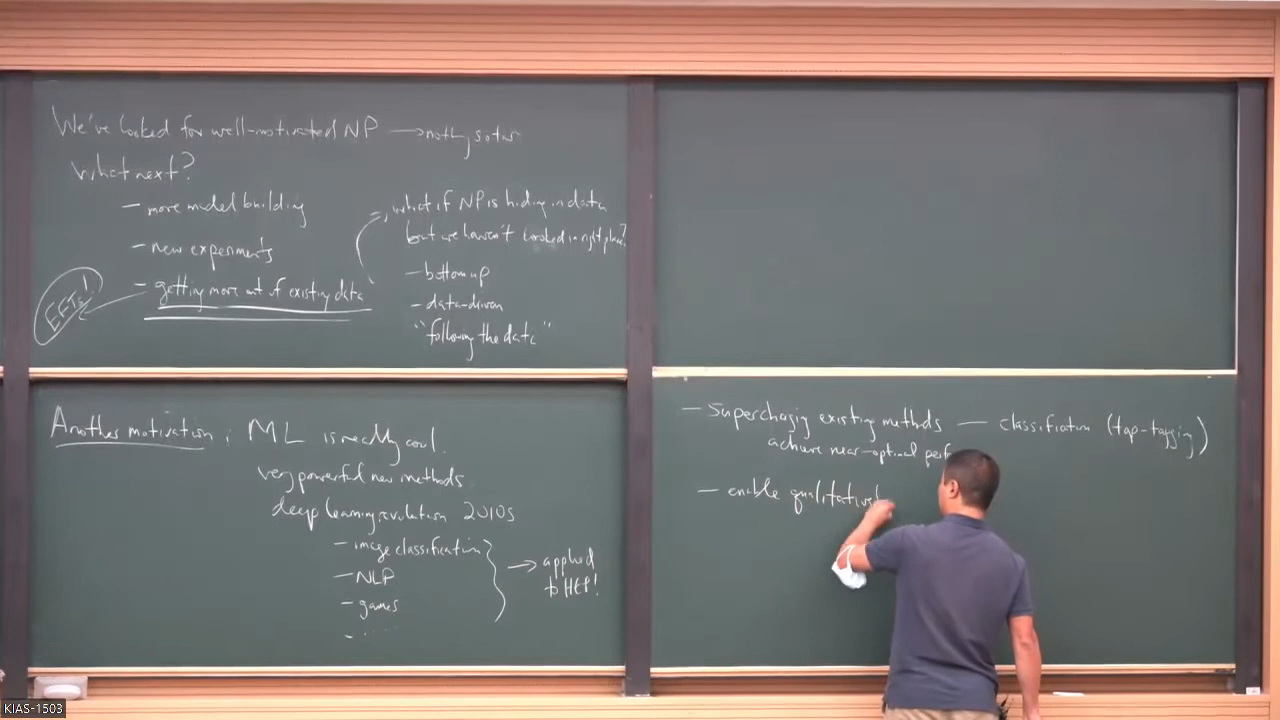 We've looked for well-motivated NP → nothing so far
What next?
- more model building
- new experiments
- getting more out of existing data
EFTs!
what if NP is hiding in data
but we haven't looked in right place?
- bottom up
- data-driven
"following the data"
Another motivation: ML is really cool.
very powerful new methods
deep learning revolution 2010s
- image classification
- NLP
- games
- .....
→ applied
to HEP!
- Supercharging existing methods - classification (top-tagging)
achieve near-optimal perf
- enable qualitativel
KIAS-1503